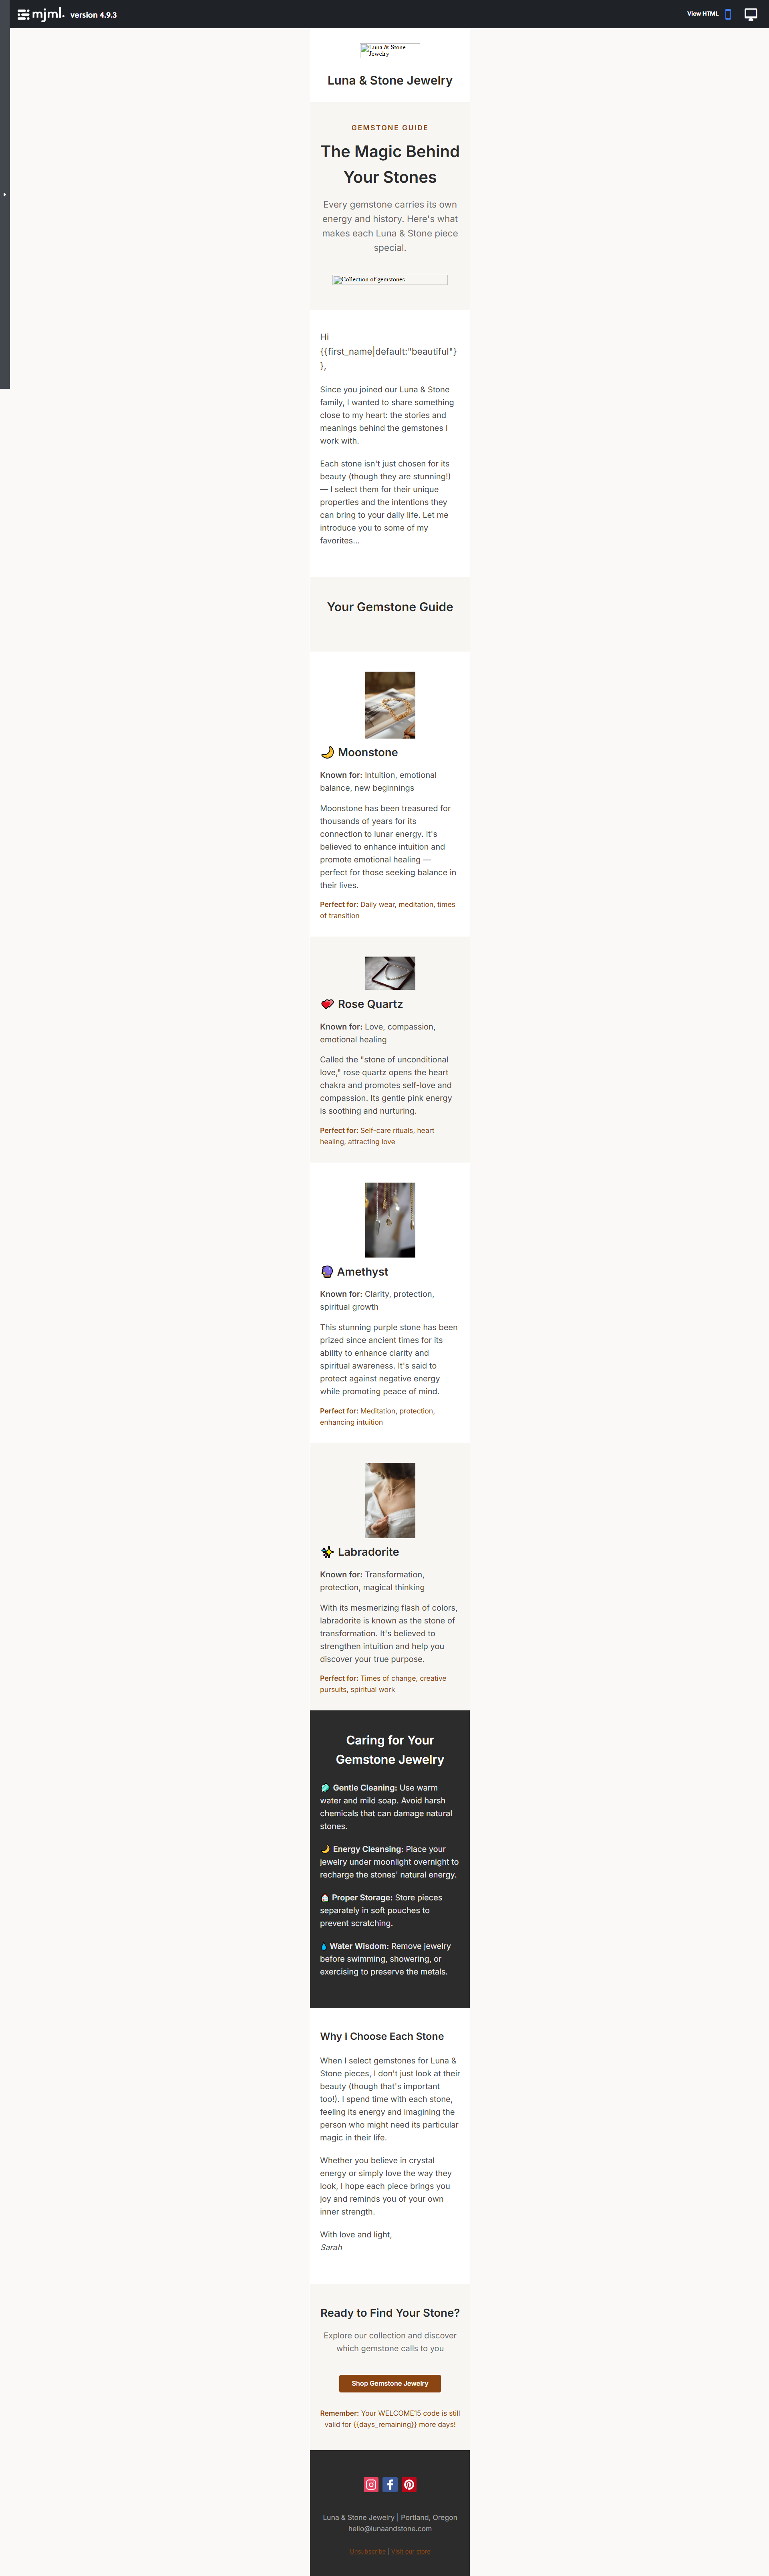 mjml. version 4.9.3
View HTML
Luna & Stone
Jewelry
Luna & Stone Jewelry
GEMSTONE GUIDE
The Magic Behind
Your Stones
Every gemstone carries its own
energy and history. Here's what
makes each Luna & Stone piece
special.
Collection of gemstones
Hi
{{first_name|default:"beautiful"}
},
Since you joined our Luna & Stone
family, I wanted to share something
close to my heart: the stories and
meanings behind the gemstones I
work with.
Each stone isn't just chosen for its
beauty (though they are stunning!)
— I select them for their unique
properties and the intentions they
can bring to your daily life. Let me
introduce you to some of my
favorites...
Your Gemstone Guide
🌙 Moonstone
Known for: Intuition, emotional
balance, new beginnings
Moonstone has been treasured for
thousands of years for its
connection to lunar energy. It's
believed to enhance intuition and
promote emotional healing —
perfect for those seeking balance in
their lives.
Perfect for: Daily wear, meditation, times
of transition
💕 Rose Quartz
Known for: Love, compassion,
emotional healing
Called the "stone of unconditional
love," rose quartz opens the heart
chakra and promotes self-love and
compassion. Its gentle pink energy
is soothing and nurturing.
Perfect for: Self-care rituals, heart
healing, attracting love
🔮 Amethyst
Known for: Clarity, protection,
spiritual growth
This stunning purple stone has been
prized since ancient times for its
ability to enhance clarity and
spiritual awareness. It's said to
protect against negative energy
while promoting peace of mind.
Perfect for: Meditation, protection,
enhancing intuition
✨ Labradorite
Known for: Transformation,
protection, magical thinking
With its mesmerizing flash of colors,
labradorite is known as the stone of
transformation. It's believed to
strengthen intuition and help you
discover your true purpose.
Perfect for: Times of change, creative
pursuits, spiritual work
Caring for Your
Gemstone Jewelry
🧼 Gentle Cleaning: Use warm
water and mild soap. Avoid harsh
chemicals that can damage natural
stones.
🌙 Energy Cleansing: Place your
jewelry under moonlight overnight to
recharge the stones' natural energy.
🏠 Proper Storage: Store pieces
separately in soft pouches to
prevent scratching.
💧 Water Wisdom: Remove jewelry
before swimming, showering, or
exercising to preserve the metals.
Why I Choose Each Stone
When I select gemstones for Luna &
Stone pieces, I don't just look at their
beauty (though that's important
too!). I spend time with each stone,
feeling its energy and imagining the
person who might need its particular
magic in their life.
Whether you believe in crystal
energy or simply love the way they
look, I hope each piece brings you
joy and reminds you of your own
inner strength.
With love and light,
Sarah
Ready to Find Your Stone?
Explore our collection and discover
which gemstone calls to you
Shop Gemstone Jewelry
Remember: Your WELCOME15 code is still
valid for {{days_remaining}} more days!
Luna & Stone Jewelry | Portland, Oregon
hello@lunaandstone.com
Unsubscribe | Visit our store